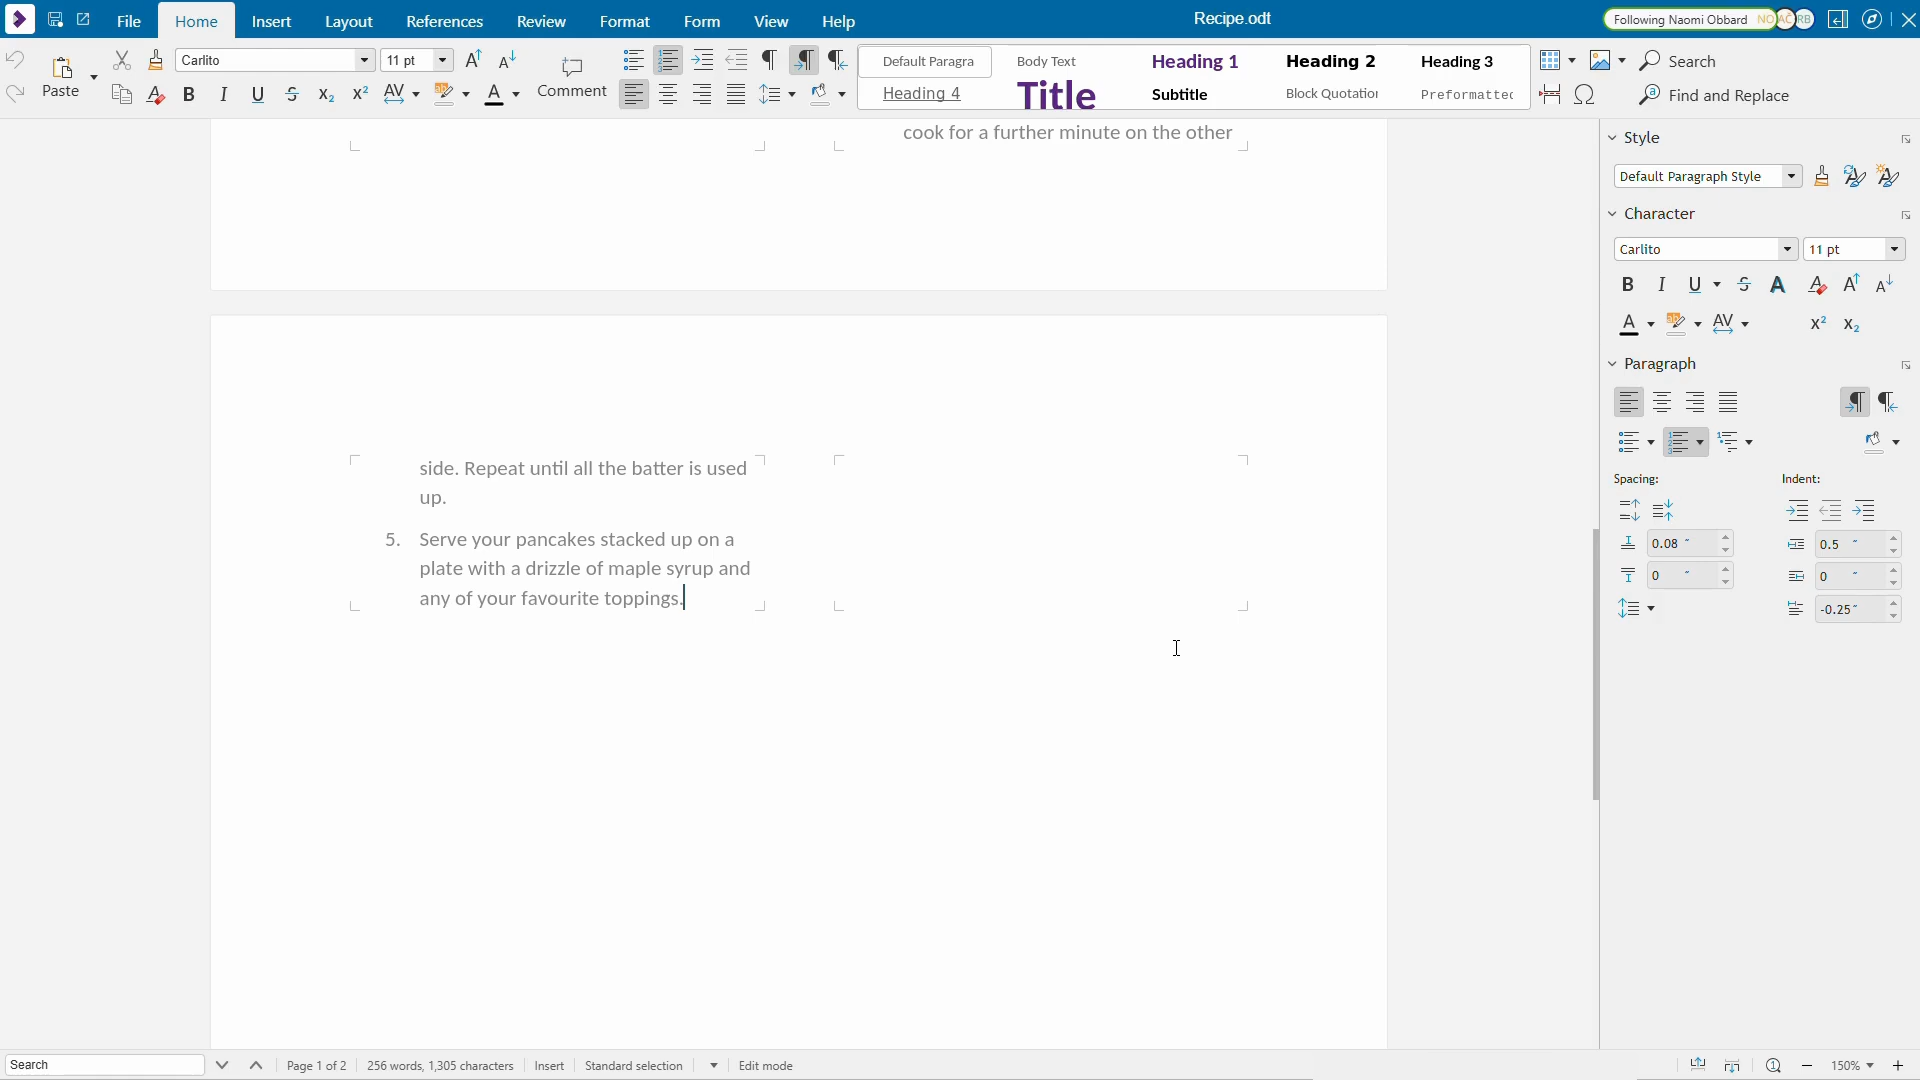 File Home Insert Layout References Review Format Form View Help
Recipe.odt
Following Naomi Obbard NO AČ RB
Paste
Carlito 11 pt
Comment
Default Paragra Body Text Heading 1 Heading 2 Heading 3
Heading 4 Title Subtitle Block Quotation Preformatted
Search
Find and Replace
cook for a further minute on the other
side. Repeat until all the batter is used
up.
5. Serve your pancakes stacked up on a
plate with a drizzle of maple syrup and
any of your favourite toppings.
Style
Default Paragraph Style
Character
Carlito 11 pt
Paragraph
Spacing: Indent:
0.08 ″ 0.5 ″
0 ″ 0 ″
-0.25″
Search
Page 1 of 2 256 words, 1,305 characters Insert Standard selection Edit mode
150%